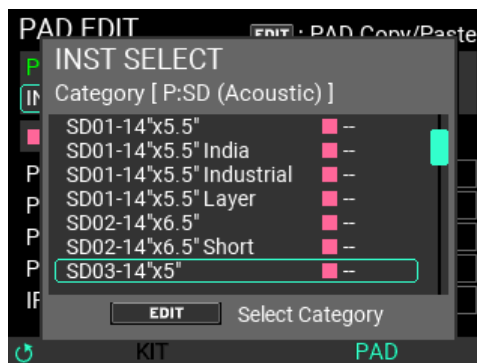 PAD EDIT
EDIT : PAD Copy/Paste
INST SELECT
Category [ P:SD (Acoustic) ]
SD01-14"x5.5" --
SD01-14"x5.5" India --
SD01-14"x5.5" Industrial --
SD01-14"x5.5" Layer --
SD02-14"x6.5" --
SD02-14"x6.5" Short --
SD03-14"x5" --
EDIT Select Category
KIT PAD